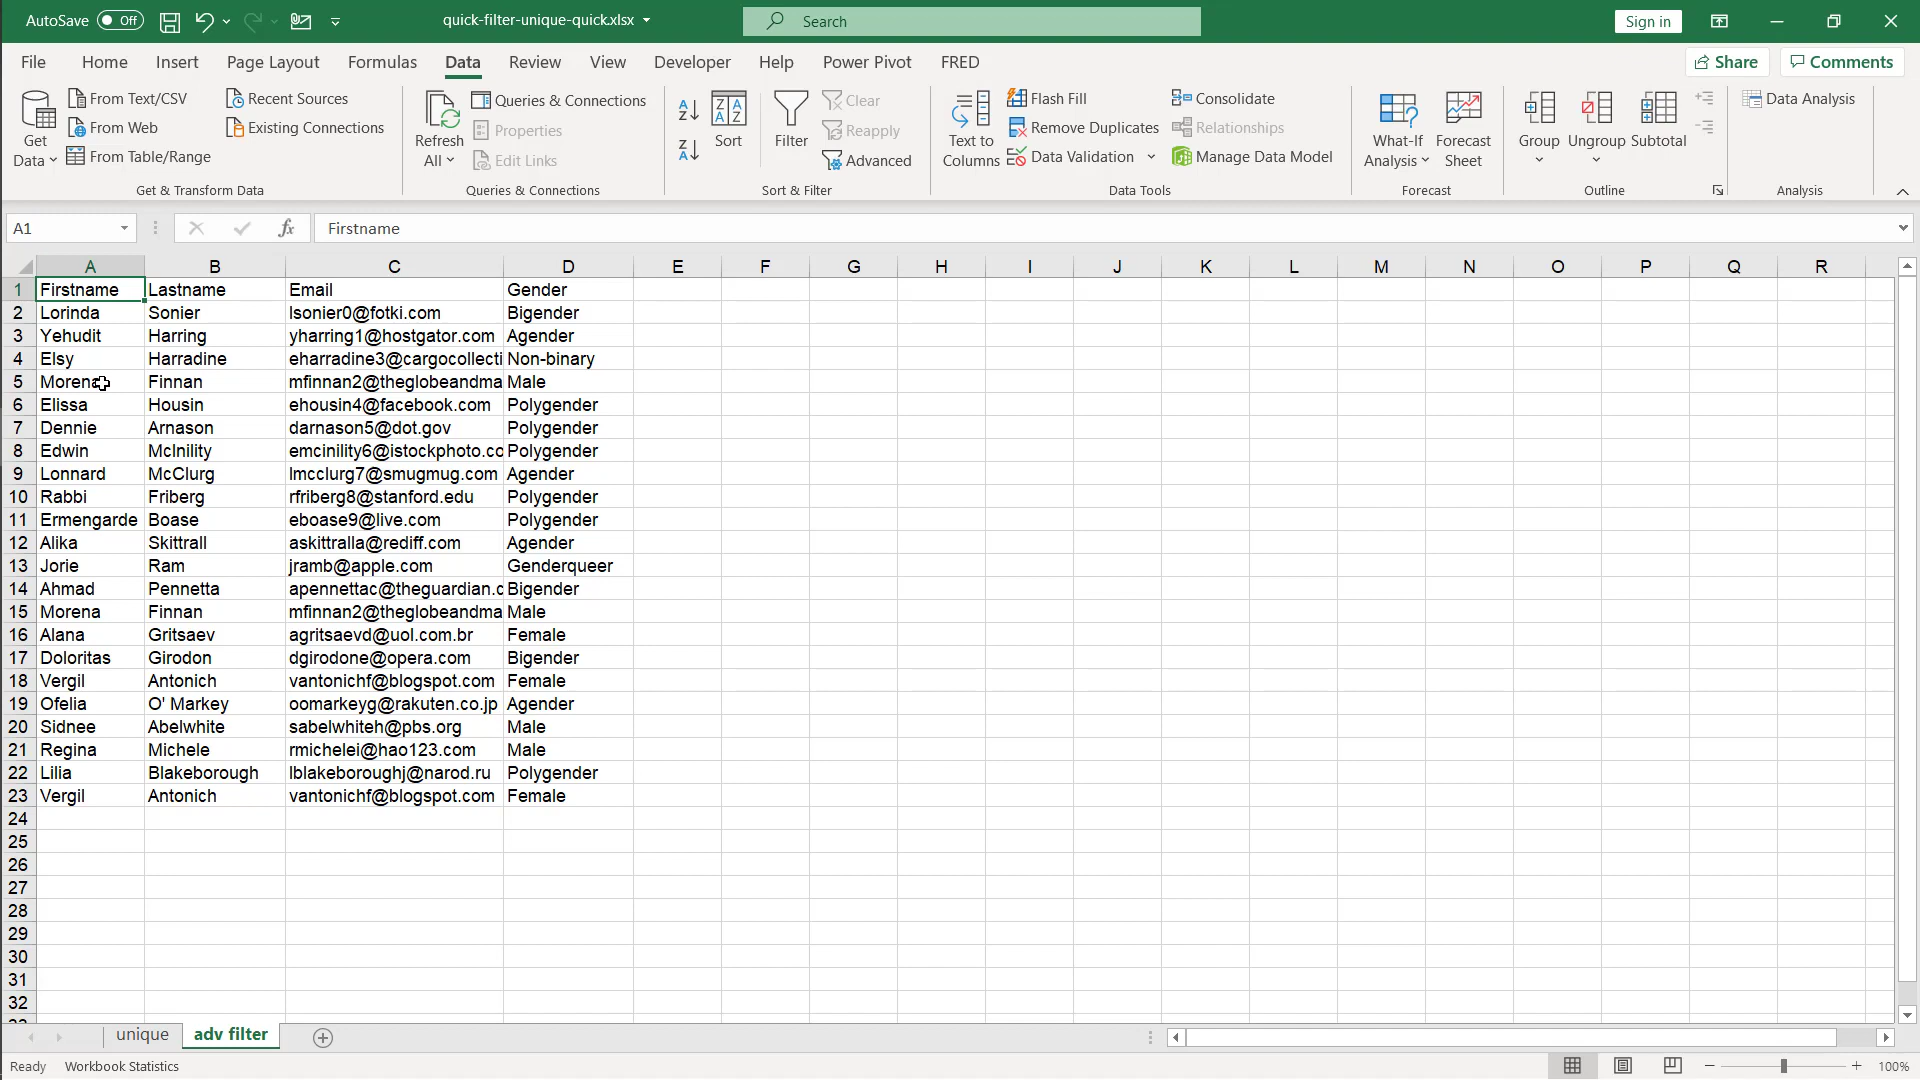 AutoSave Off quick-filter-unique-quick.xlsx Search Sign in
File Home Insert Page Layout Formulas Data Review View Developer Help Power Pivot FRED Share Comments
Get Data
From Text/CSV
From Web
From Table/Range
Recent Sources
Existing Connections
Get & Transform Data
Refresh All
Queries & Connections
Properties
Edit Links
Queries & Connections
Sort
Filter
Clear
Reapply
Advanced
Sort & Filter
Text to Columns
Flash Fill
Remove Duplicates
Data Validation
Consolidate
Relationships
Manage Data Model
Data Tools
What-If Analysis
Forecast Sheet
Forecast
Group
Ungroup
Subtotal
Outline
Data Analysis
Analysis
A1 fx Firstname
A B C D E F G H I J K L M N O P Q R
1 Firstname Lastname Email Gender
2 Lorinda Sonier lsonier0@fotki.com Bigender
3 Yehudit Harring yharring1@hostgator.com Agender
4 Elsy Harradine eharradine3@cargocollecti Non-binary
5 Morena Finnan mfinnan2@theglobeandma Male
6 Elissa Housin ehousin4@facebook.com Polygender
7 Dennie Arnason darnason5@dot.gov Polygender
8 Edwin McInility emcinility6@istockphoto.co Polygender
9 Lonnard McClurg lmcclurg7@smugmug.com Agender
10 Rabbi Friberg rfriberg8@stanford.edu Polygender
11 Ermengarde Boase eboase9@live.com Polygender
12 Alika Skittrall askittralla@rediff.com Agender
13 Jorie Ram jramb@apple.com Genderqueer
14 Ahmad Pennetta apennettac@theguardian.c Bigender
15 Morena Finnan mfinnan2@theglobeandma Male
16 Alana Gritsaev agritsaevd@uol.com.br Female
17 Doloritas Girodon dgirodone@opera.com Bigender
18 Vergil Antonich vantonichf@blogspot.com Female
19 Ofelia O' Markey oomarkeyg@rakuten.co.jp Agender
20 Sidnee Abelwhite sabelwhiteh@pbs.org Male
21 Regina Michele rmichelei@hao123.com Male
22 Lilia Blakeborough lblakeboroughj@narod.ru Polygender
23 Vergil Antonich vantonichf@blogspot.com Female
24
25
26
27
28
29
30
31
32
unique adv filter
Ready Workbook Statistics 100%